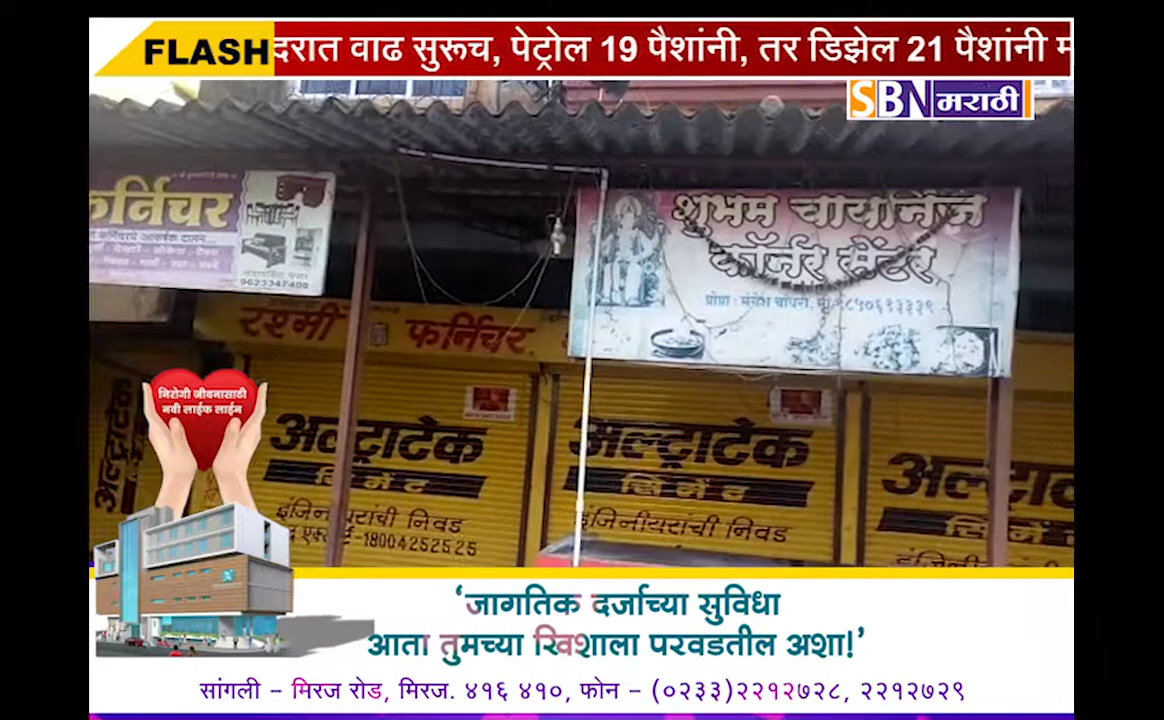 FLASH दरात वाढ सुरूच, पेट्रोल 19 पैशांनी, तर डिझेल 21 पैशांनी म
SBN मराठी
फर्निचर
9623347408
शुभम चायनिज
कॉर्नर सेंटर
रश्मी फर्निचर
निरोगी जीवनासाठी
नवी लाईफ लाईन
अल्ट्राटेक
सिमेंट
इंजिनीयरांची निवड
-18004252525
अल्ट्राटेक
सिमेंट
इंजिनीयरांची निवड
अल्ट्राटेक
सिमेंट
अल्ट्राटेक
‘जागतिक दर्जाच्या सुविधा
आता तुमच्या खिशाला परवडतील अशा!’
सांगली – मिरज रोड, मिरज. ४१६ ४१०, फोन – (०२३३)२२१२७२८, २२१२७२९